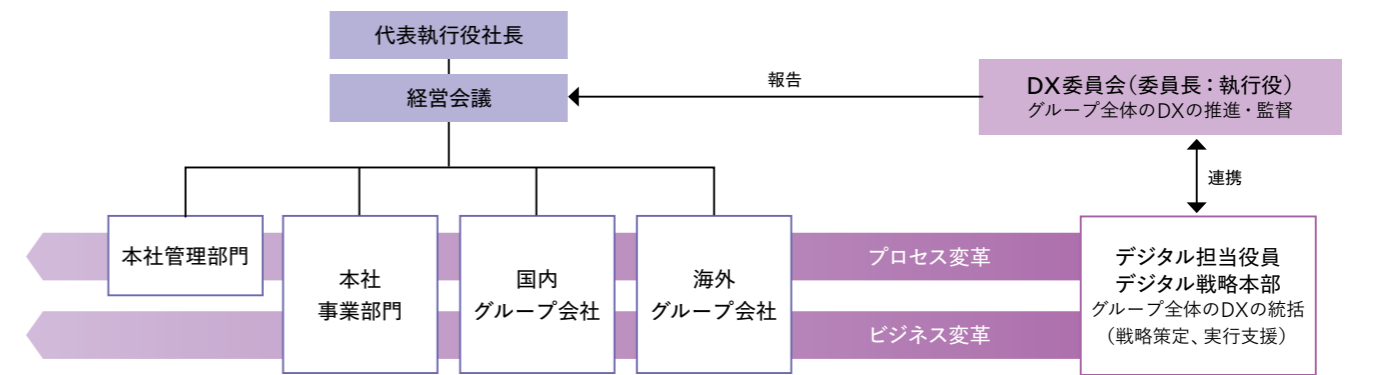 代表執行役社長
経営会議
報告
DX委員会（委員長：執行役）
グループ全体のDXの推進・監督
連携
本社管理部門
本社
事業部門
国内
グループ会社
海外
グループ会社
プロセス変革
ビジネス変革
デジタル担当役員
デジタル戦略本部
グループ全体のDXの統括
（戦略策定、実行支援）